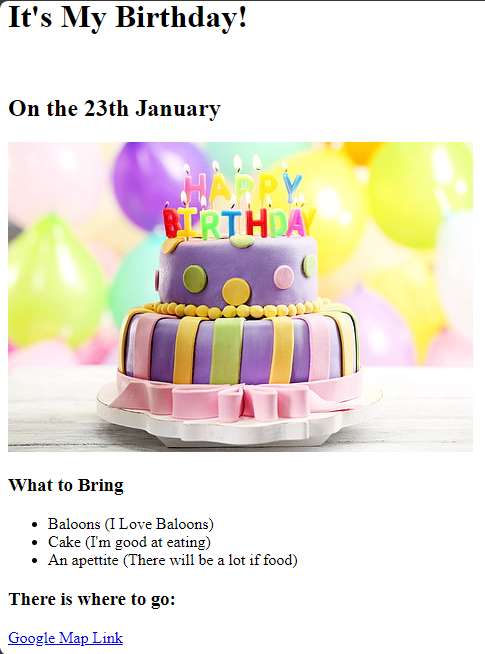 It's My Birthday!
On the 23th January
HAPPY
BIRTHDAY
What to Bring
Baloons (I Love Baloons)
Cake (I'm good at eating)
An apettite (There will be a lot if food)
There is where to go:
Google Map Link